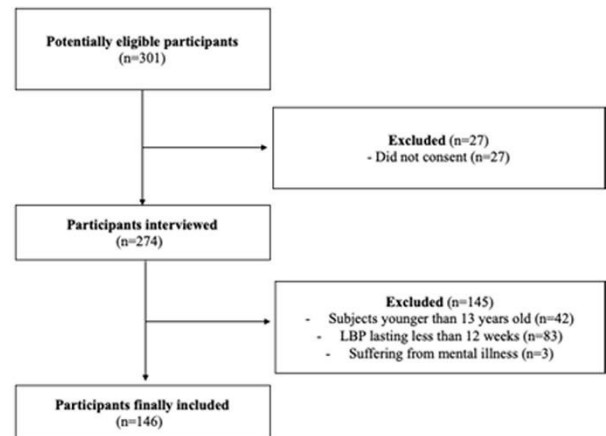 Potentially eligible participants
(n=301)
Excluded (n=27)
- Did not consent (n=27)
Participants interviewed
(n=274)
Excluded (n=145)
- Subjects younger than 13 years old (n=42)
- LBP lasting less than 12 weeks (n=83)
- Suffering from mental illness (n=3)
Participants finally included
(n=146)